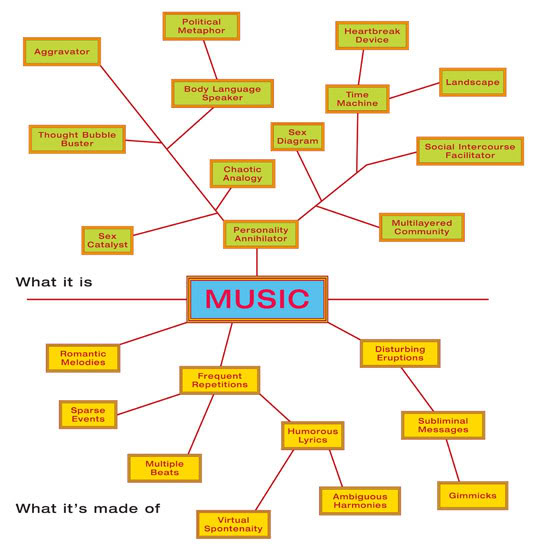 Political
Metaphor
Heartbreak
Device
Aggravator
Landscape
Body Language
Speaker
Time
Machine
Thought Bubble
Buster
Sex
Diagram
Social Intercourse
Facilitator
Chaotic
Analogy
Sex
Catalyst
Personality
Annihilator
Multilayered
Community
What it is
MUSIC
Romantic
Melodies
Disturbing
Eruptions
Frequent
Repetitions
Sparse
Events
Humorous
Lyrics
Subliminal
Messages
Multiple
Beats
Ambiguous
Harmonies
Gimmicks
What it's made of
Virtual
Spontenaity